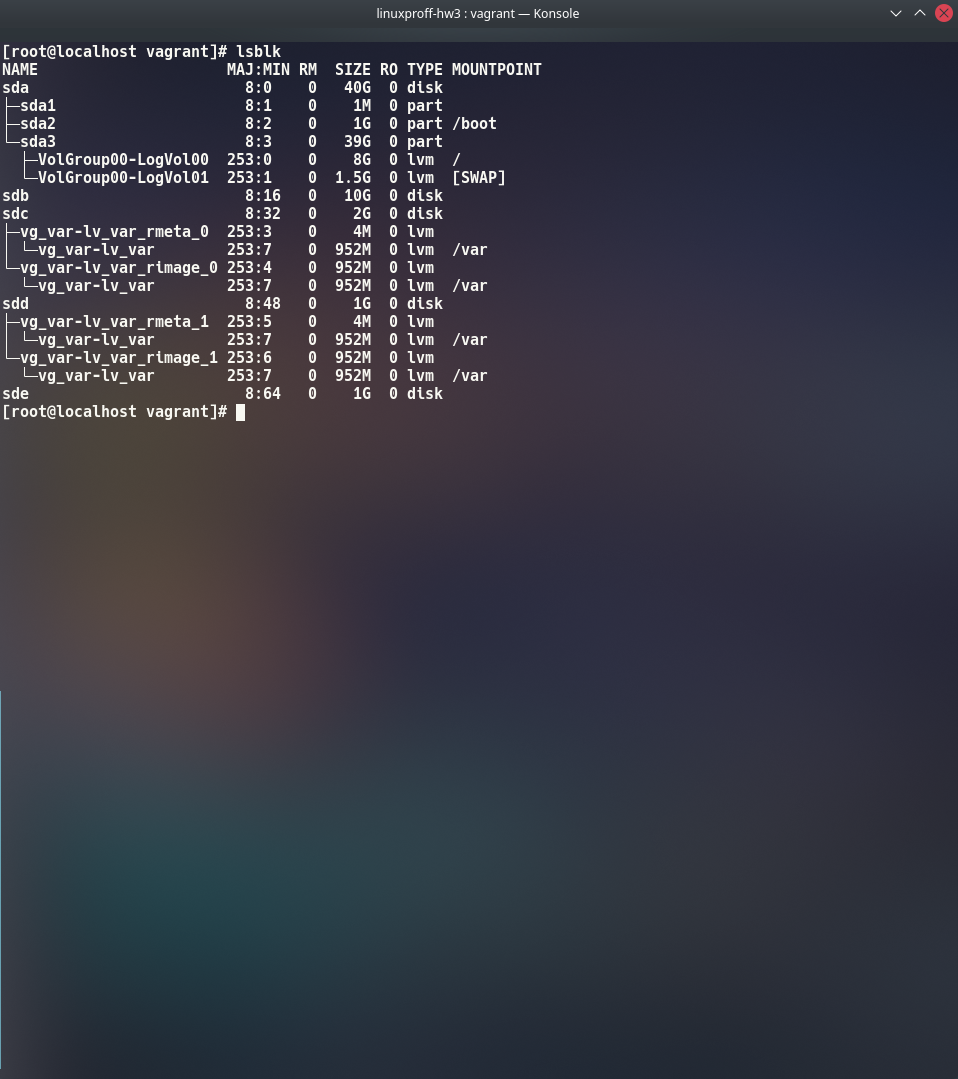 linuxproff-hw3 : vagrant — Konsole
[root@localhost vagrant]# lsblk
NAME                     MAJ:MIN RM  SIZE RO TYPE MOUNTPOINT
sda                        8:0    0   40G  0 disk
├─sda1                     8:1    0    1M  0 part
├─sda2                     8:2    0    1G  0 part /boot
└─sda3                     8:3    0   39G  0 part
  ├─VolGroup00-LogVol00  253:0    0    8G  0 lvm  /
  └─VolGroup00-LogVol01  253:1    0  1.5G  0 lvm  [SWAP]
sdb                        8:16   0   10G  0 disk
sdc                        8:32   0    2G  0 disk
├─vg_var-lv_var_rmeta_0  253:3    0    4M  0 lvm
│ └─vg_var-lv_var        253:7    0  952M  0 lvm  /var
└─vg_var-lv_var_rimage_0 253:4    0  952M  0 lvm
  └─vg_var-lv_var        253:7    0  952M  0 lvm  /var
sdd                        8:48   0    1G  0 disk
├─vg_var-lv_var_rmeta_1  253:5    0    4M  0 lvm
│ └─vg_var-lv_var        253:7    0  952M  0 lvm  /var
└─vg_var-lv_var_rimage_1 253:6    0  952M  0 lvm
  └─vg_var-lv_var        253:7    0  952M  0 lvm  /var
sde                        8:64   0    1G  0 disk
[root@localhost vagrant]#